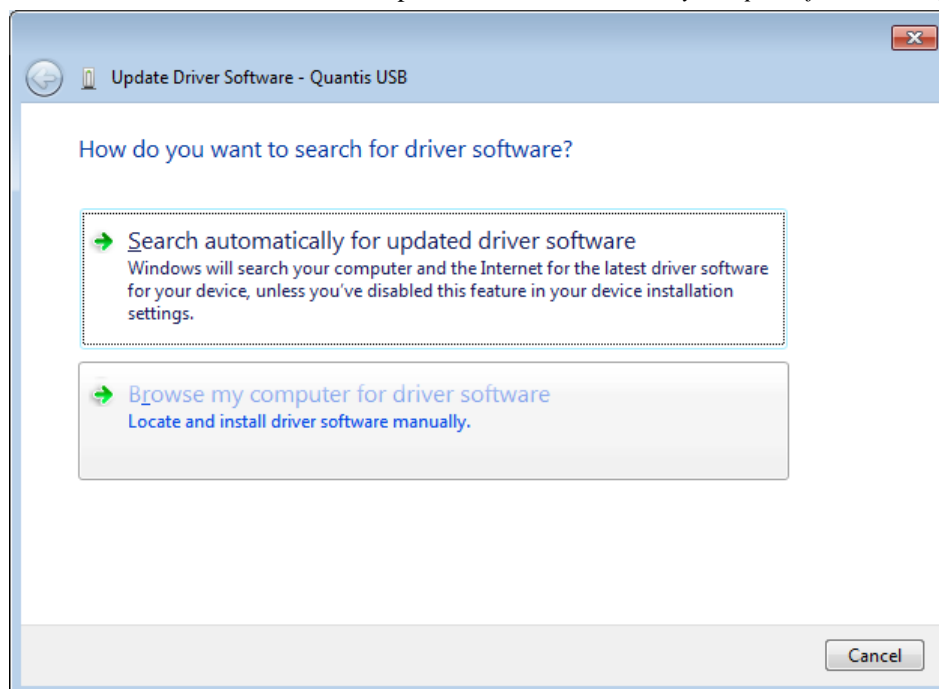 Update Driver Software - Quantis USB
How do you want to search for driver software?
Search automatically for updated driver software
Windows will search your computer and the Internet for the latest driver software
for your device, unless you've disabled this feature in your device installation
settings.
Browse my computer for driver software
Locate and install driver software manually.
Cancel